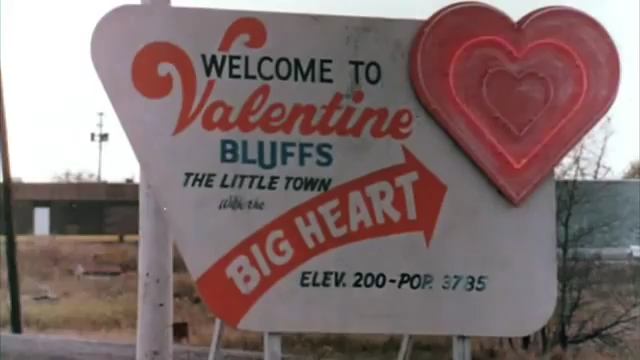 WELCOME TO
Valentine
BLUFFS
THE LITTLE TOWN
With the
BIG HEART
ELEV. 200-POP. 3785